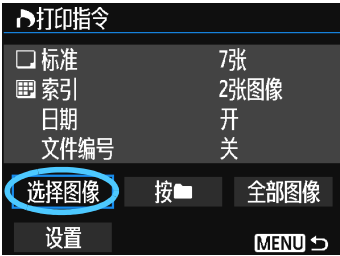 打印指令
标准 7张
索引 2张图像
日期 开
文件编号 关
选择图像 按 全部图像
设置 MENU